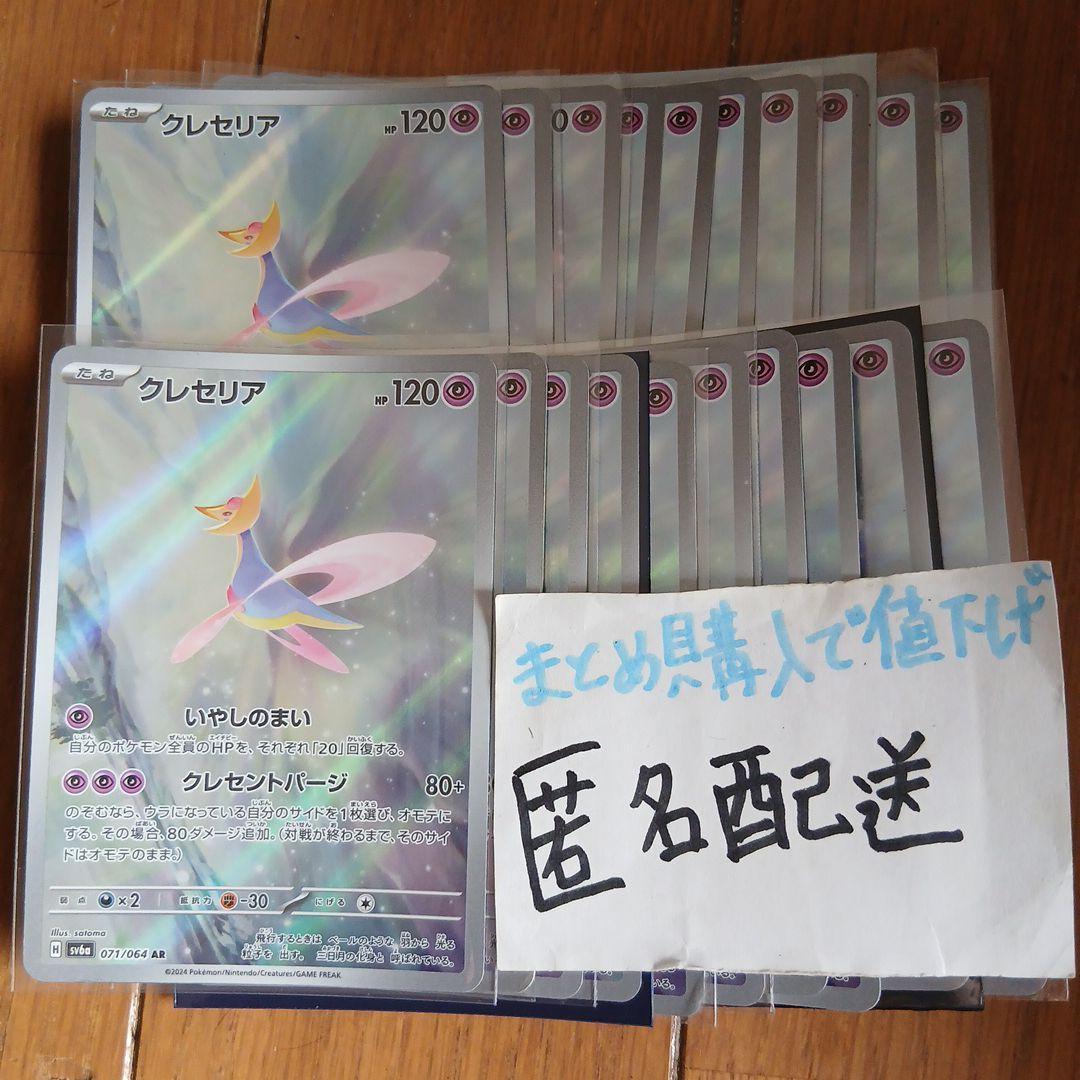 たね クレセリア HP 120
0
たね クレセリア HP 120
いやしのまい
自分のポケモン全員のHPを、それぞれ「20」回復する。
クレセントパージ 80+
のぞむなら、ウラになっている自分のサイドを1枚選び、オモテに
する。その場合、80ダメージ追加。(対戦が終わるまで、そのサイ
ドはオモテのまま。)
弱点 ×2 抵抗力 -30 にげる
Illus. satoma
H sv6a 071/064 AR
飛行するときは ベールのような 羽から 光る
粒子を 出す。 三日月の化身と 呼ばれている。
©2024 Pokémon/Nintendo/Creatures/GAME FREAK
まとめ購入で値下げ
匿名配送